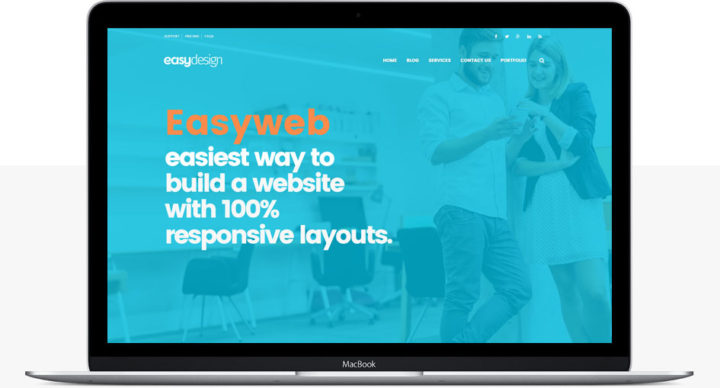 SUPPORT | PRICING | FAQS
easydesign
HOME BLOG SERVICES CONTACT US PORTFOLIO
Easyweb
easiest way to
build a website
with 100%
responsive layouts.
MacBook